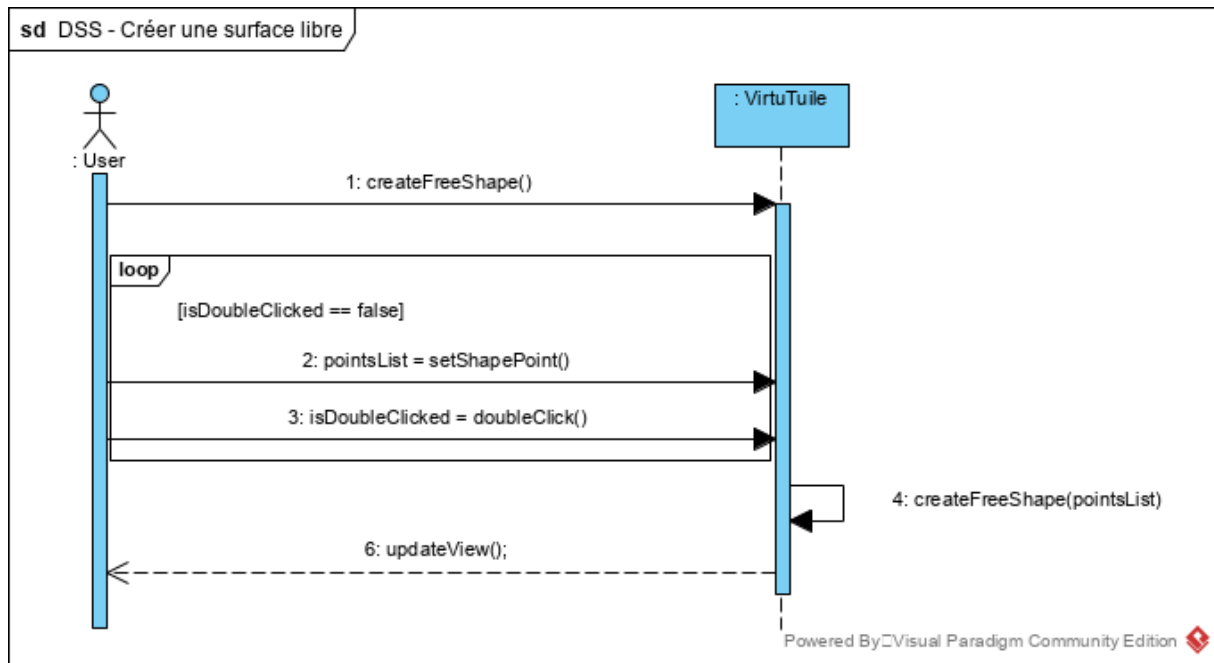 sd DSS - Créer une surface libre
: User
: VirtuTuile
1: createFreeShape()
loop
[isDoubleClicked == false]
2: pointsList = setShapePoint()
3: isDoubleClicked = doubleClick()
4: createFreeShape(pointsList)
6: updateView();
Powered By Visual Paradigm Community Edition